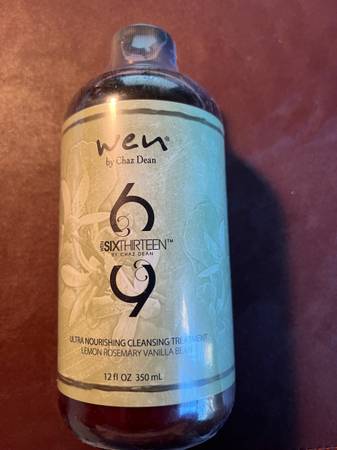 wen®
by Chaz Dean
6
SIXTHIRTEEN™
BY CHAZ DEAN
9
ULTRA NOURISHING CLEANSING TREATMENT
LEMON ROSEMARY VANILLA BEAN
12 fl OZ 350 mL